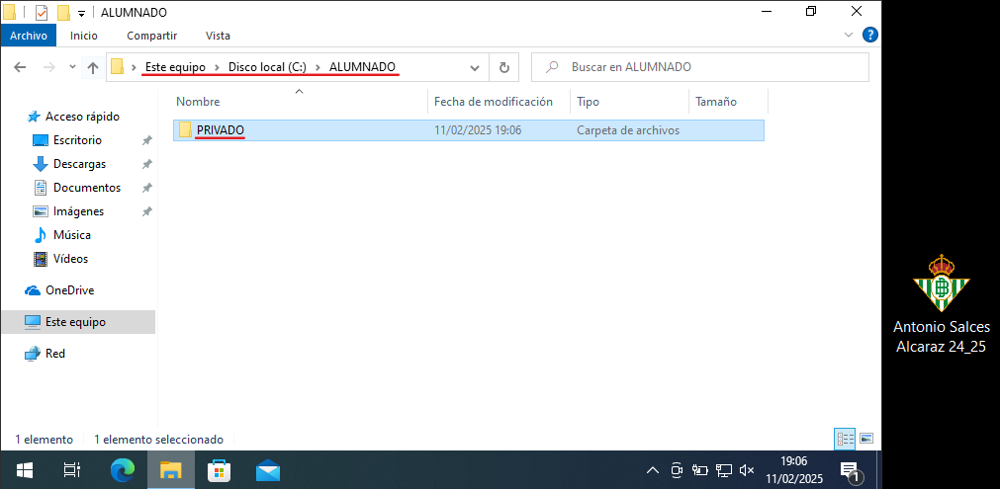 ALUMNADO
Archivo Inicio Compartir Vista
Este equipo Disco local (C:) ALUMNADO
Buscar en ALUMNADO
Nombre Fecha de modificación Tipo Tamaño
PRIVADO 11/02/2025 19:06 Carpeta de archivos
Acceso rápido
Escritorio
Descargas
Documentos
Imágenes
Música
Vídeos
OneDrive
Este equipo
Red
Antonio Salces
Alcaraz 24_25
1 elemento 1 elemento seleccionado
19:06
11/02/2025
1